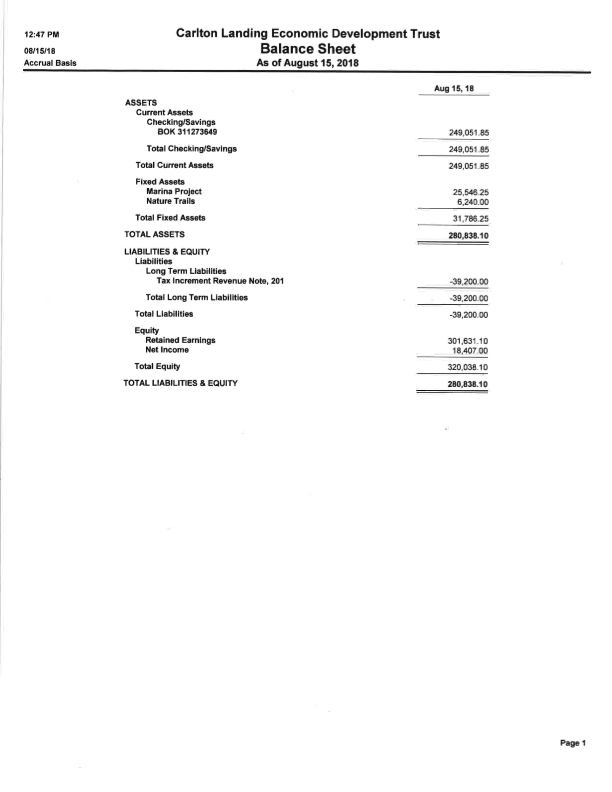 12:47 PM
08/15/18
Accrual Basis
Carlton Landing Economic Development Trust
Balance Sheet
As of August 15, 2018
Aug 15, 18
ASSETS
Current Assets
Checking/Savings
BOK 311273649 249,051.85
Total Checking/Savings 249,051.85
Total Current Assets 249,051.85
Fixed Assets
Marina Project 25,546.25
Nature Trails 6,240.00
Total Fixed Assets 31,786.25
TOTAL ASSETS 280,838.10
LIABILITIES & EQUITY
Liabilities
Long Term Liabilities
Tax Increment Revenue Note, 201 -39,200.00
Total Long Term Liabilities -39,200.00
Total Liabilities -39,200.00
Equity
Retained Earnings 301,631.10
Net Income 18,407.00
Total Equity 320,038.10
TOTAL LIABILITIES & EQUITY 280,838.10
Page 1